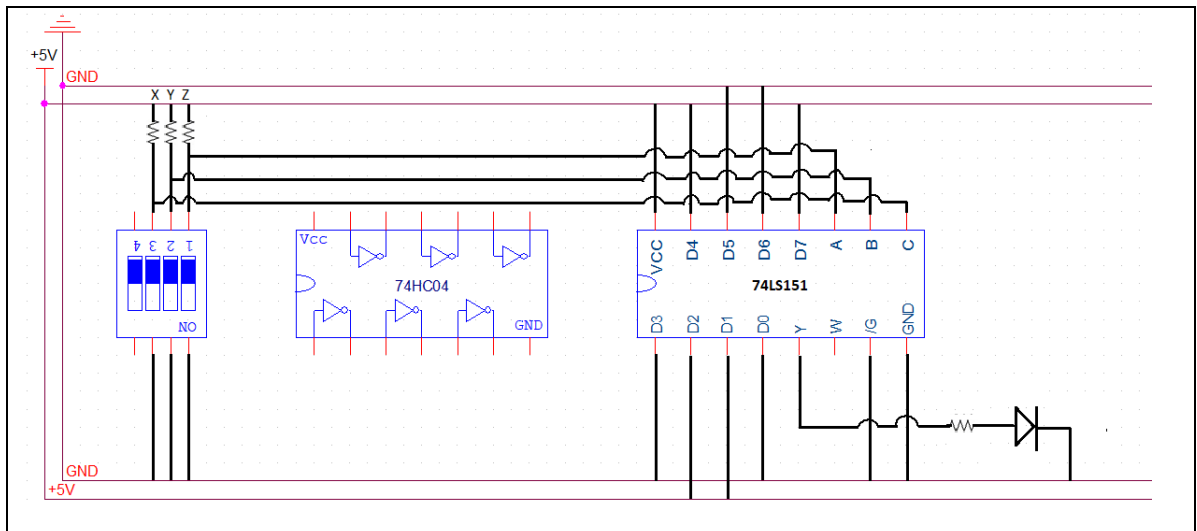 +5V
GND
X Y Z
4 3 2 1
NO
Vcc
74HC04
GND
VCC D4 D5 D6 D7 A B C
74LS151
D3 D2 D1 D0 Y W /G GND
GND
+5V